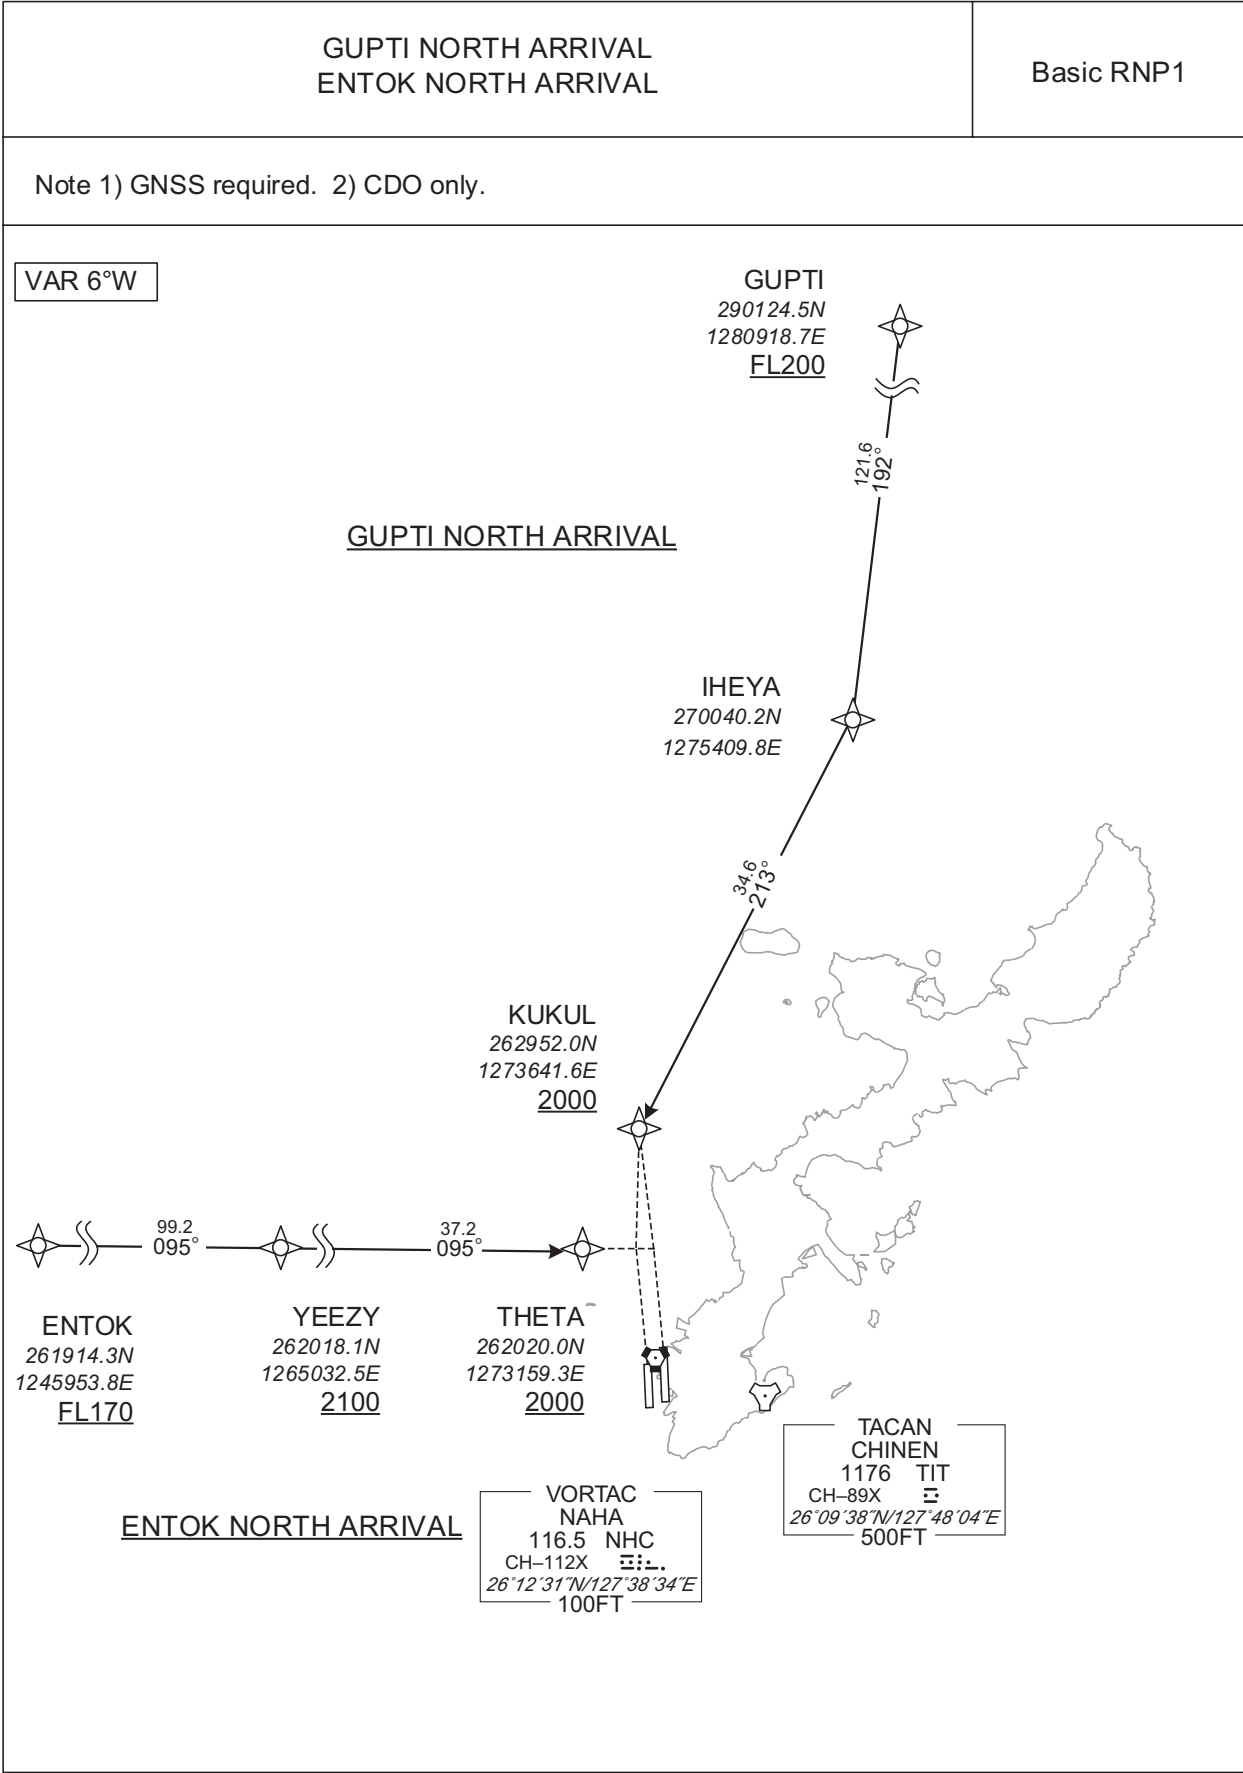 GUPTI NORTH ARRIVAL
ENTOK NORTH ARRIVAL
Basic RNP1
Note 1) GNSS required.  2) CDO only.
VAR 6°W
GUPTI
290124.5N
1280918.7E
FL200
121.6
192°
GUPTI NORTH ARRIVAL
IHEYA
270040.2N
1275409.8E
34.6
213°
KUKUL
262952.0N
1273641.6E
2000
99.2
095°
37.2
095°
ENTOK
261914.3N
1245953.8E
FL170
YEEZY
262018.1N
1265032.5E
2100
THETA
262020.0N
1273159.3E
2000
TACAN
CHINEN
1176 TIT
CH–89X
26°09′38″N/127°48′04″E
500FT
ENTOK NORTH ARRIVAL
VORTAC
NAHA
116.5 NHC
CH–112X
26°12′31″N/127°38′34″E
100FT